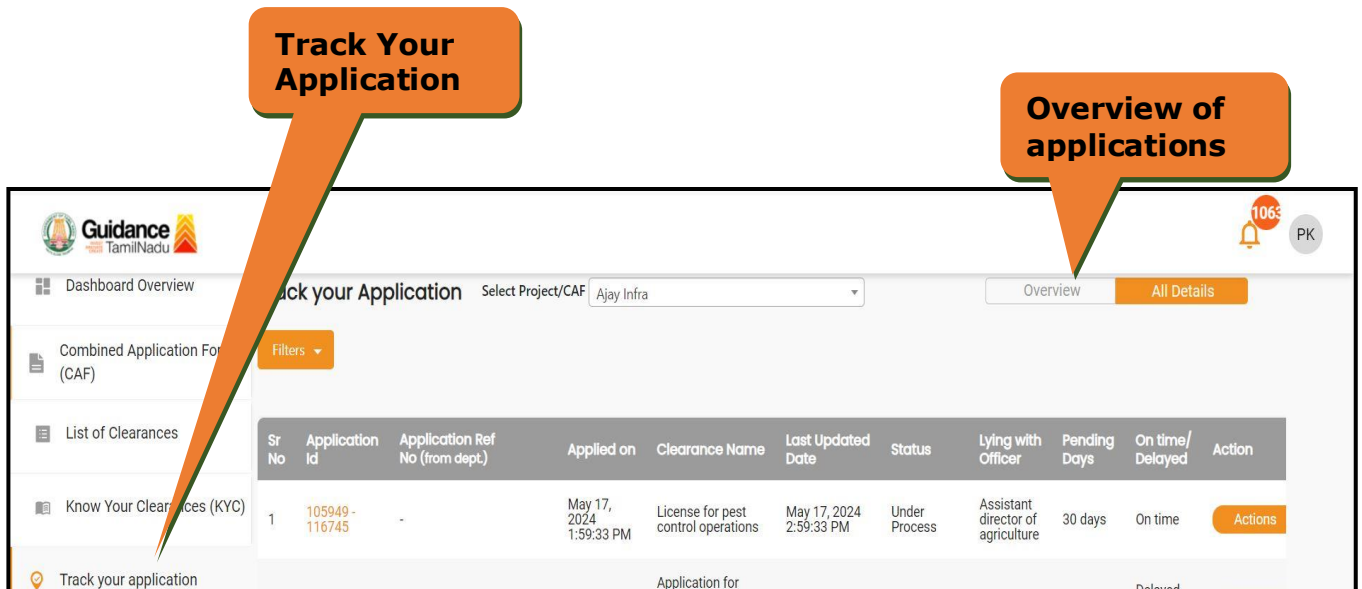 Track Your
Application
Overview of
applications
Guidance
TamilNadu
1063
PK
Dashboard Overview
ck your Application
Select Project/CAF
Ajay Infra
Overview
All Details
Combined Application Fo
(CAF)
Filters
List of Clearances
Sr
No
Application
Id
Application Ref
No (from dept.)
Applied on
Clearance Name
Last Updated
Date
Status
Lying with
Officer
Pending
Days
On time/
Delayed
Action
Know Your Clearances (KYC)
1
105949 -
116745
-
May 17,
2024
1:59:33 PM
License for pest
control operations
May 17, 2024
2:59:33 PM
Under
Process
Assistant
director of
agriculture
30 days
On time
Actions
Track your application
Application for
Delayed